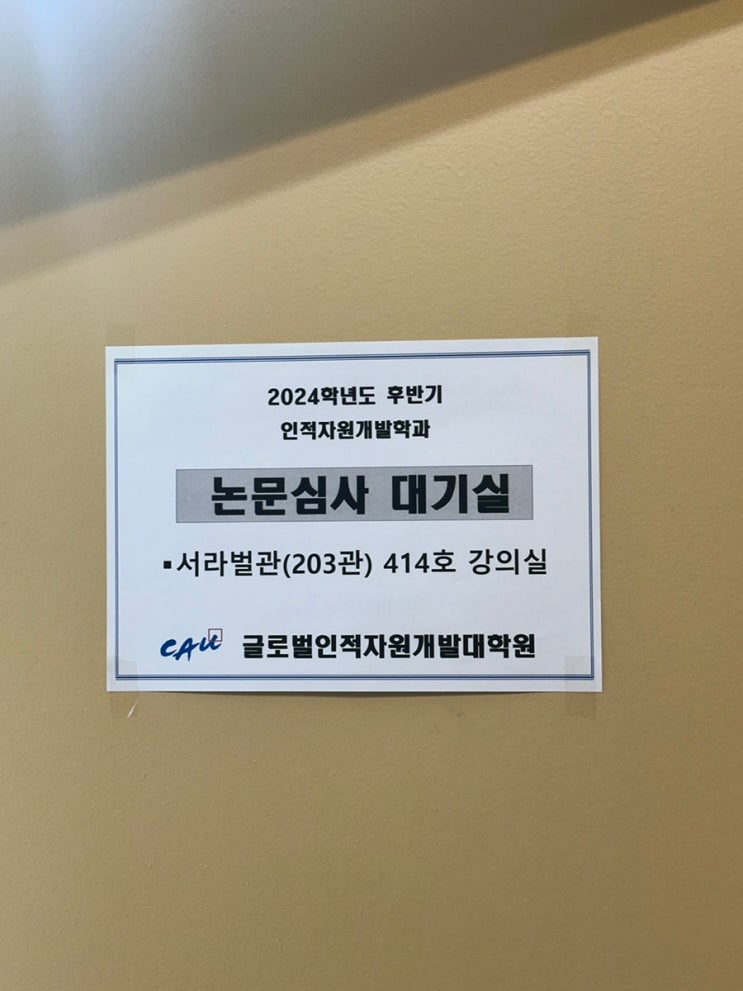 2024학년도 후반기
인적자원개발학과
논문심사 대기실
▪서라벌관(203관) 414호 강의실
CAU 글로벌인적자원개발대학원